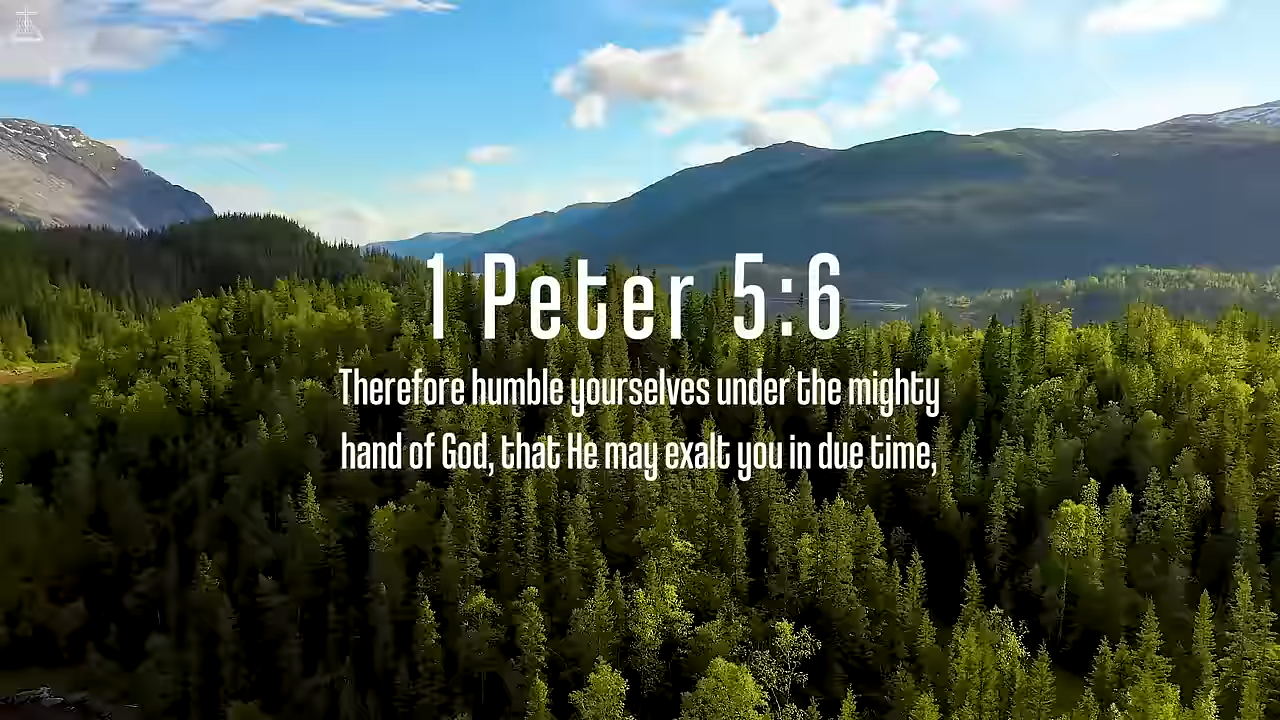 1 Peter 5:6
Therefore humble yourselves under the mighty
hand of God, that He may exalt you in due time,